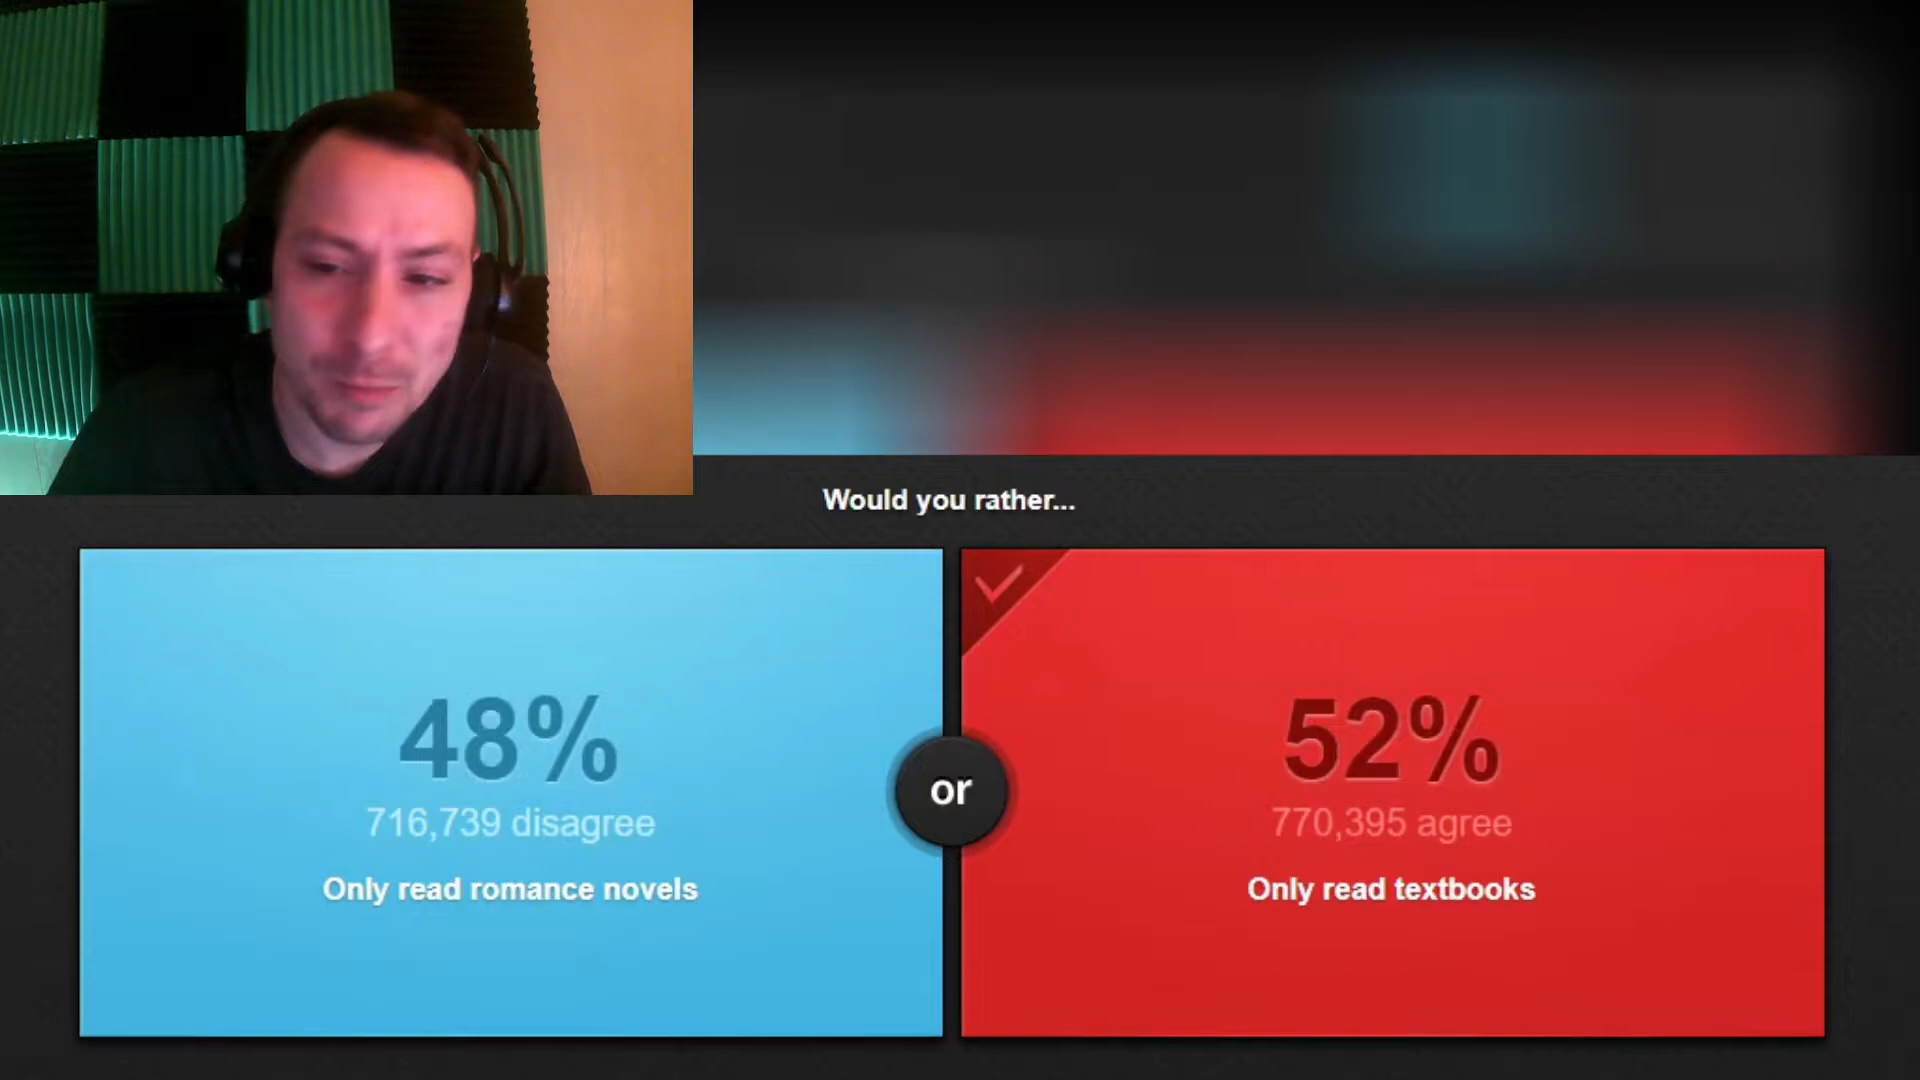 Would you rather...
48%
716,739 disagree
Only read romance novels
or
52%
770,395 agree
Only read textbooks